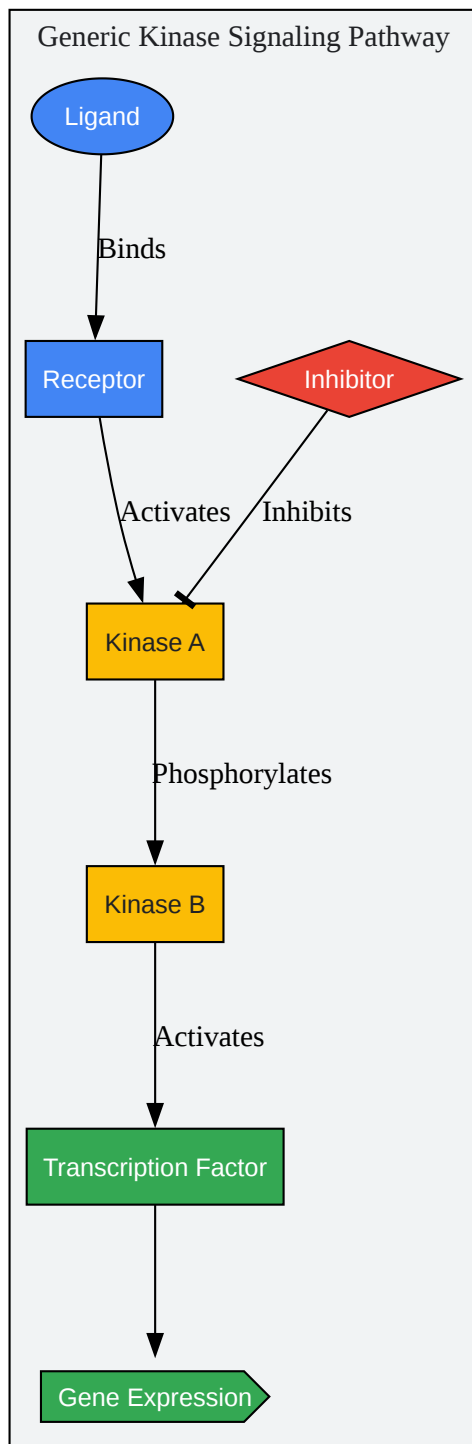 Generic Kinase Signaling Pathway
Ligand
Binds
Receptor
Inhibitor
Activates
Inhibits
Kinase A
Phosphorylates
Kinase B
Activates
Transcription Factor
Gene Expression